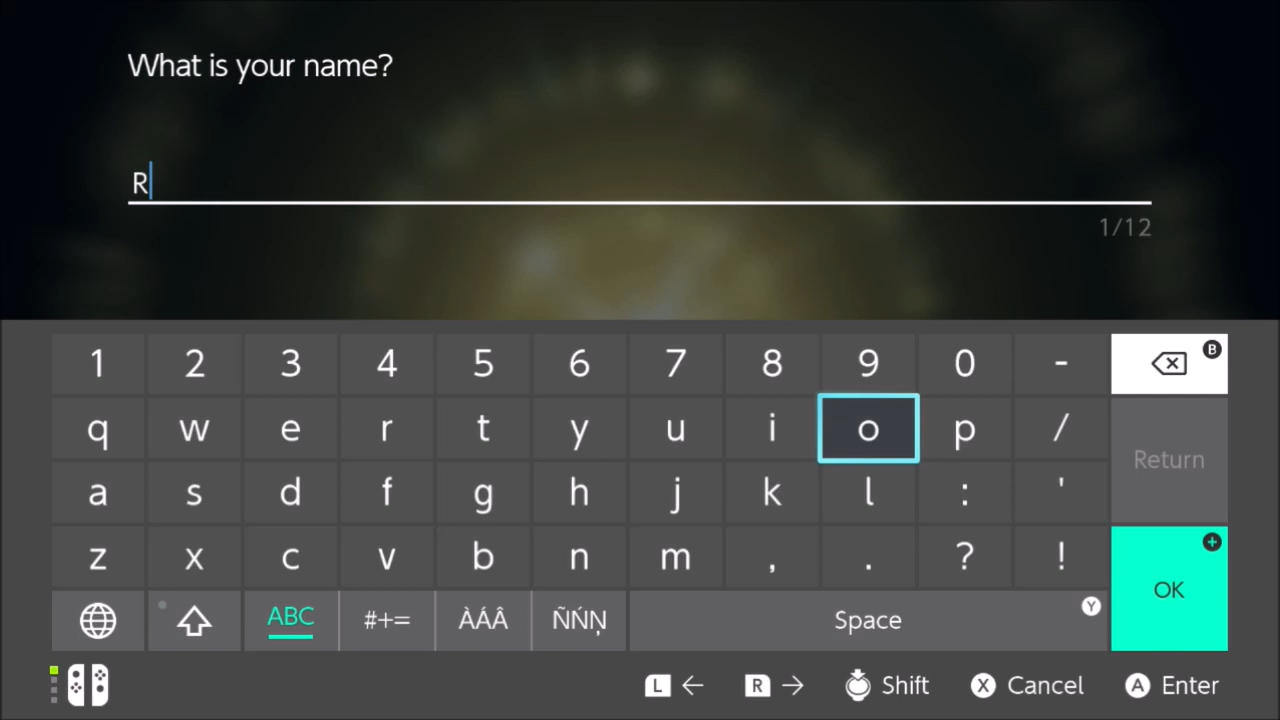 What is your name?
R
1/12
1 2 3 4 5 6 7 8 9 0 - B
q w e r t y u i o p /
Return
a s d f g h j k l : '
z x c v b n m , . ? ! +
OK
ABC #+= ÀÁÂ ÑŃŅ Space Y
L ← R → Shift X Cancel A Enter